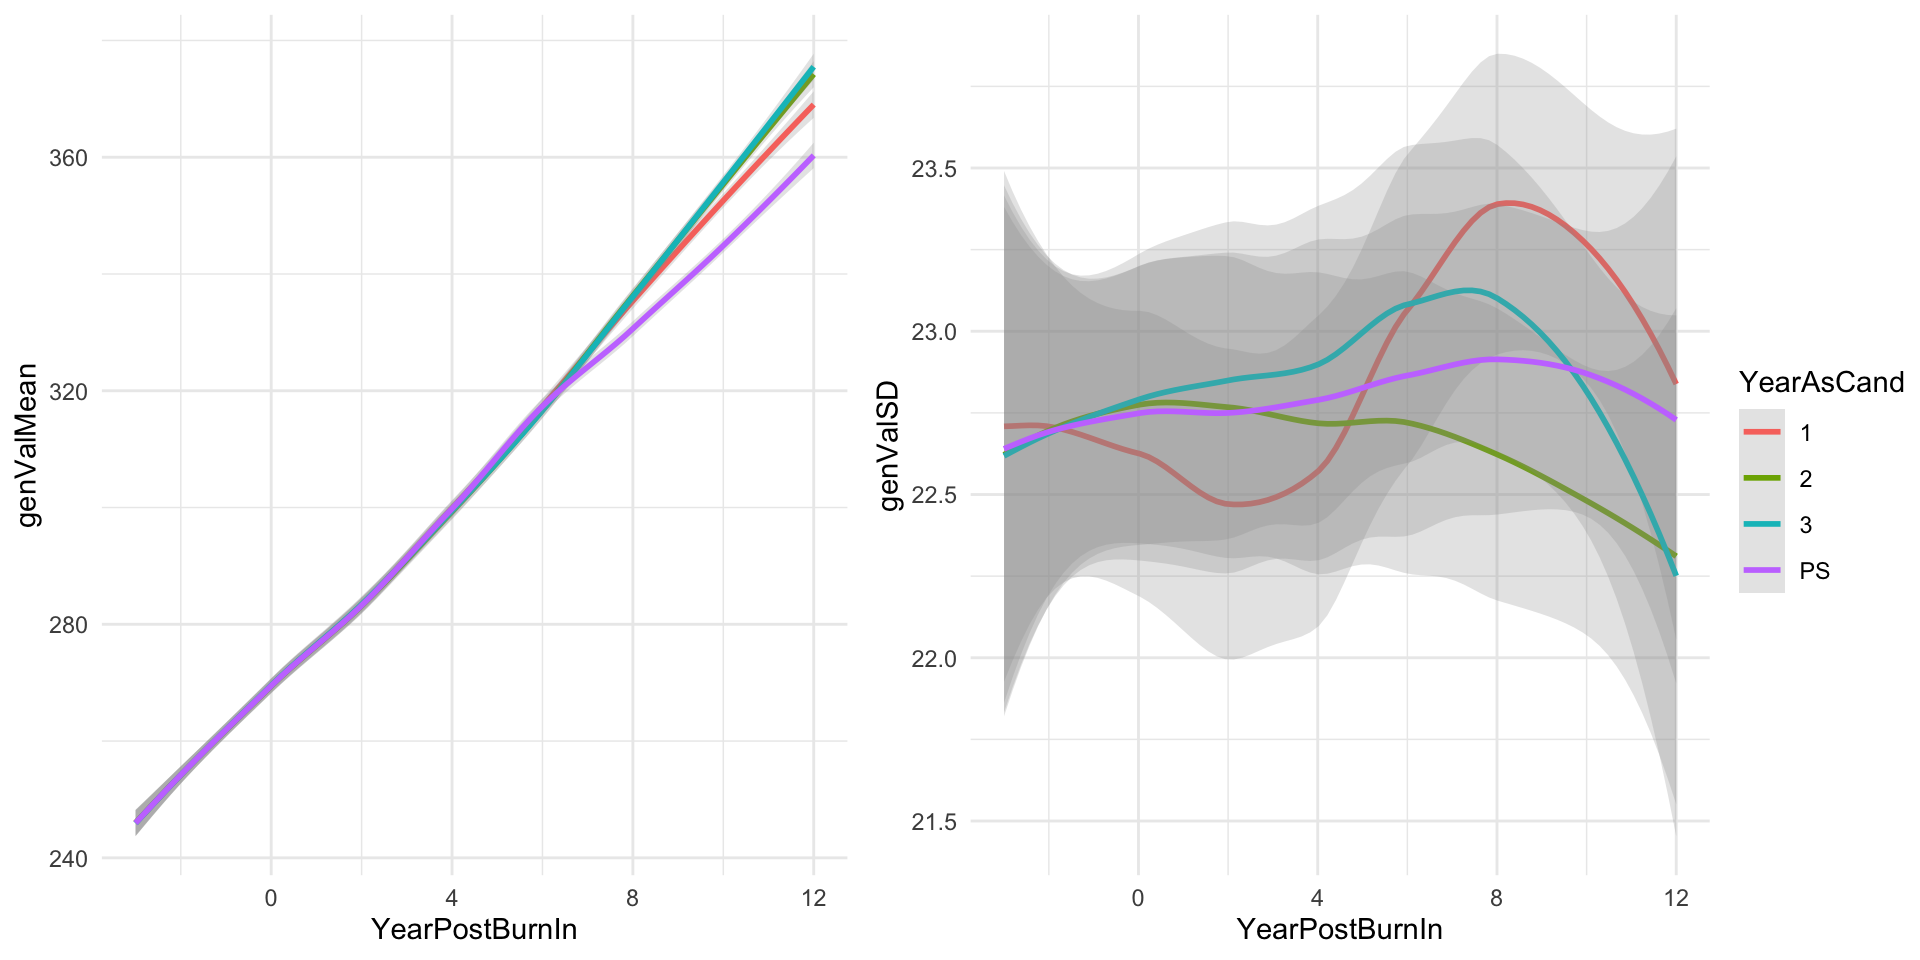 genValMean
360
320
280
240
0 4 8 12
YearPostBurnIn
genValSD
23.5
23.0
22.5
22.0
21.5
0 4 8 12
YearPostBurnIn
YearAsCand
1
2
3
PS